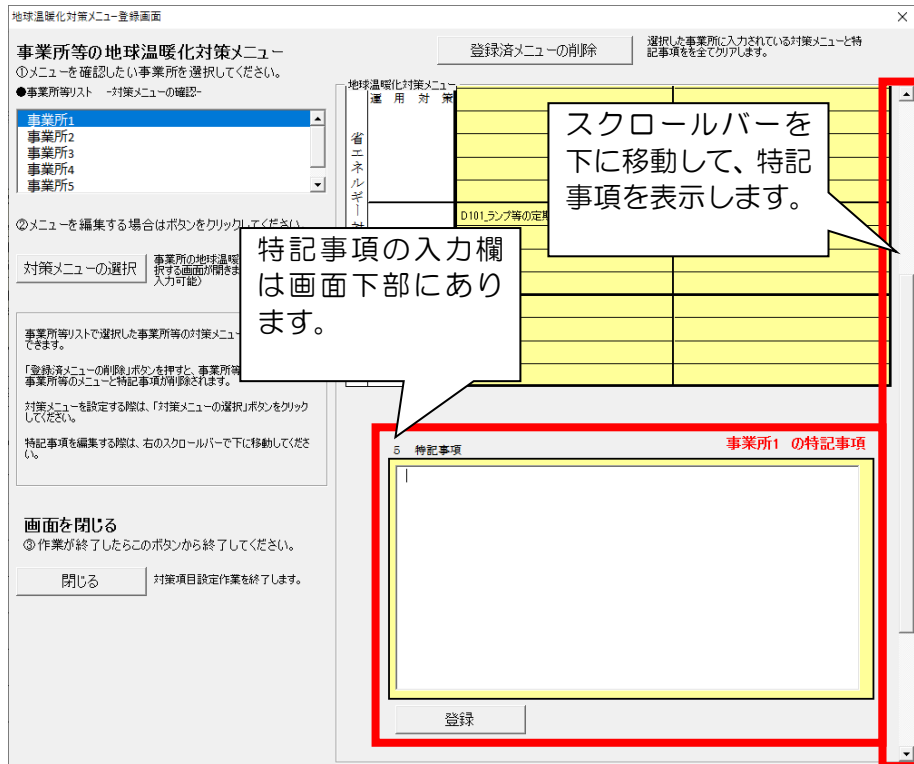 地球温暖化対策メニュー登録画面
事業所等の地球温暖化対策メニュー
①メニューを確認したい事業所を選択してください。
●事業所等リスト　-対策メニューの確認-
事業所1
事業所2
事業所3
事業所4
事業所5
②メニューを編集する場合はボタンをクリックしてください
対策メニューの選択
事業所の地球温暖
択する画面が開きま
入力可能）
事業所等リストで選択した事業所等の対策メニュー
できます。
「登録済メニューの削除」ボタンを押すと、事業所等
事業所等のメニューと特記事項が削除されます。
対策メニューを設定する際は、「対策メニューの選択」ボタンをクリック
してください。
特記事項を編集する際は、右のスクロールバーで下に移動してくださ
い。
画面を閉じる
③作業が終了したらこのボタンから終了してください。
閉じる
対策項目設定作業を終了します。
登録済メニューの削除
選択した事業所に入力されている対策メニューと特
記事項を全てクリアします。
地球温暖化対策メニュー
運用対策
省エネルギー
D101_ランプ等の定期
スクロールバーを
下に移動して、特記
事項を表示します。
特記事項の入力欄
は画面下部にあり
ます。
5　特記事項
事業所1　の特記事項
登録